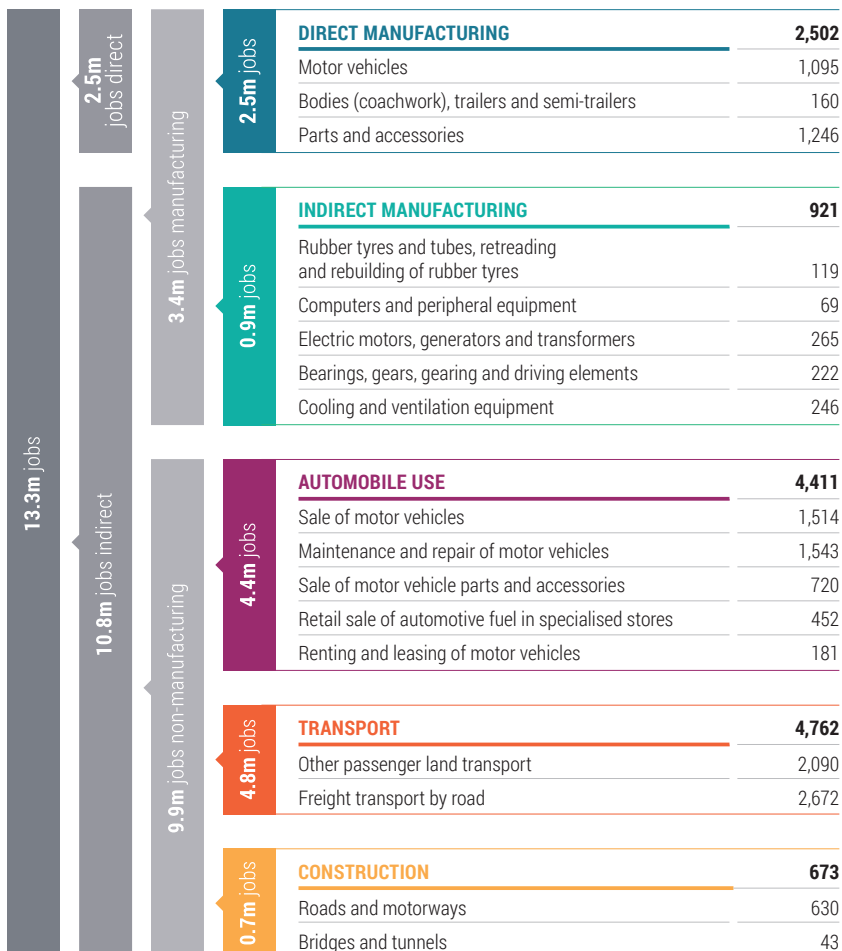 13.3m jobs
2.5m
jobs direct
10.8m jobs indirect
3.4m jobs manufacturing
9.9m jobs non-manufacturing
2.5m jobs
DIRECT MANUFACTURING 2,502
Motor vehicles 1,095
Bodies (coachwork), trailers and semi-trailers 160
Parts and accessories 1,246
0.9m jobs
INDIRECT MANUFACTURING 921
Rubber tyres and tubes, retreading
and rebuilding of rubber tyres 119
Computers and peripheral equipment 69
Electric motors, generators and transformers 265
Bearings, gears, gearing and driving elements 222
Cooling and ventilation equipment 246
4.4m jobs
AUTOMOBILE USE 4,411
Sale of motor vehicles 1,514
Maintenance and repair of motor vehicles 1,543
Sale of motor vehicle parts and accessories 720
Retail sale of automotive fuel in specialised stores 452
Renting and leasing of motor vehicles 181
4.8m jobs
TRANSPORT 4,762
Other passenger land transport 2,090
Freight transport by road 2,672
0.7m jobs
CONSTRUCTION 673
Roads and motorways 630
Bridges and tunnels 43